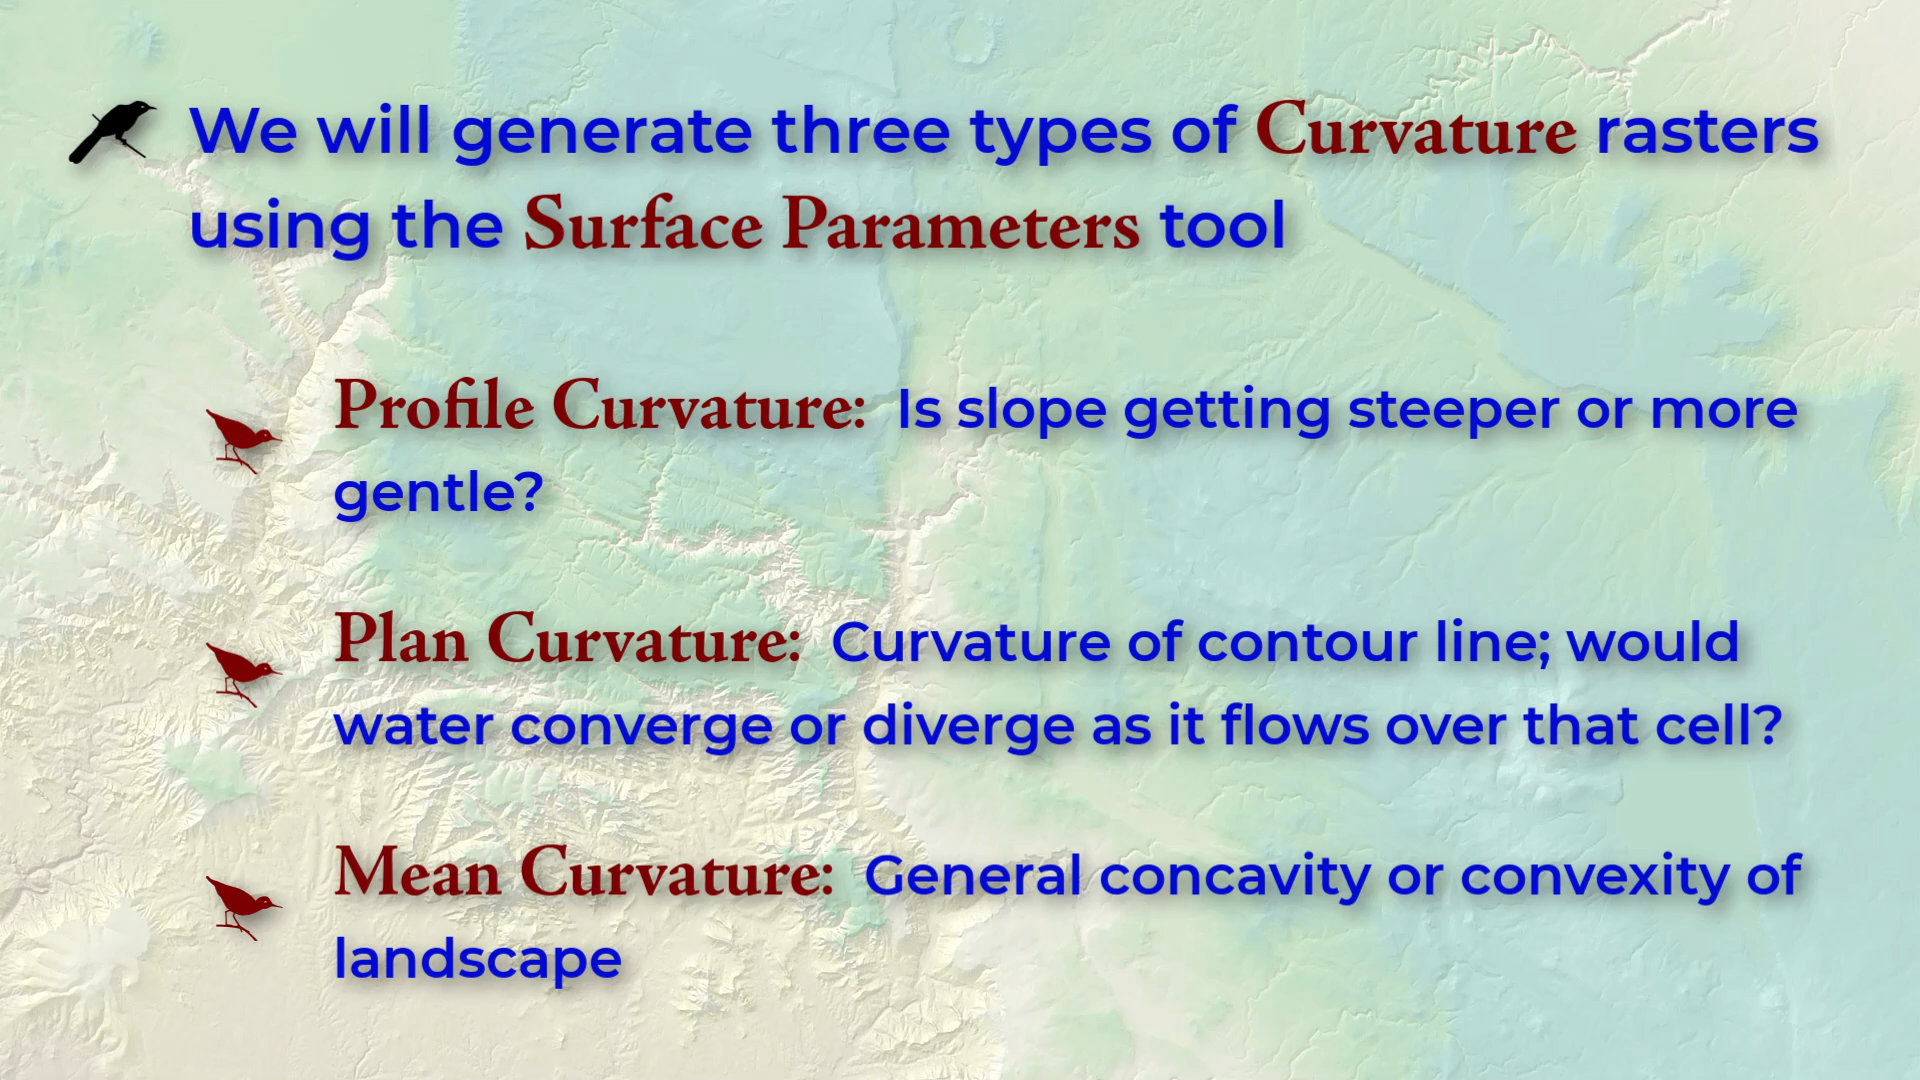 We will generate three types of Curvature rasters
using the Surface Parameters tool
Profile Curvature: Is slope getting steeper or more
gentle?
Plan Curvature: Curvature of contour line; would
water converge or diverge as it flows over that cell?
Mean Curvature: General concavity or convexity of
landscape